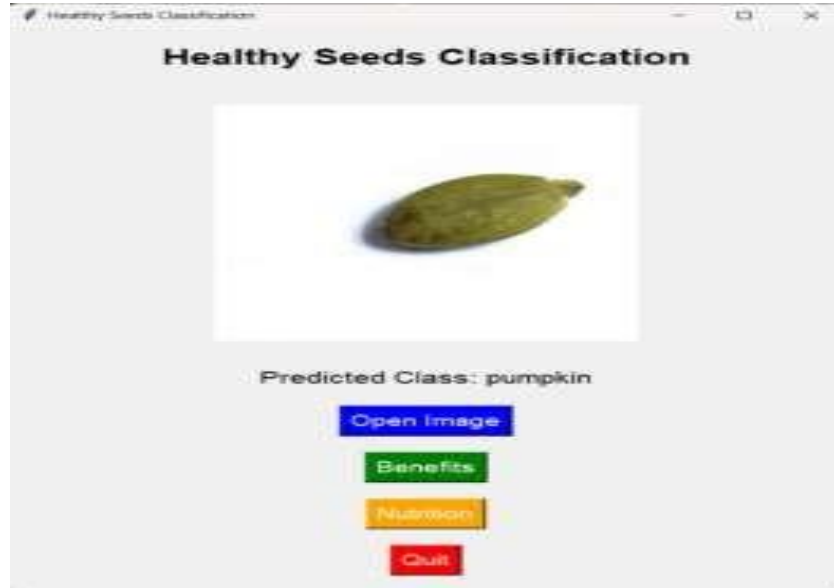 Healthy Seeds Classification
Healthy Seeds Classification
Predicted Class: pumpkin
Open Image
Benefits
Nutrition
Quit